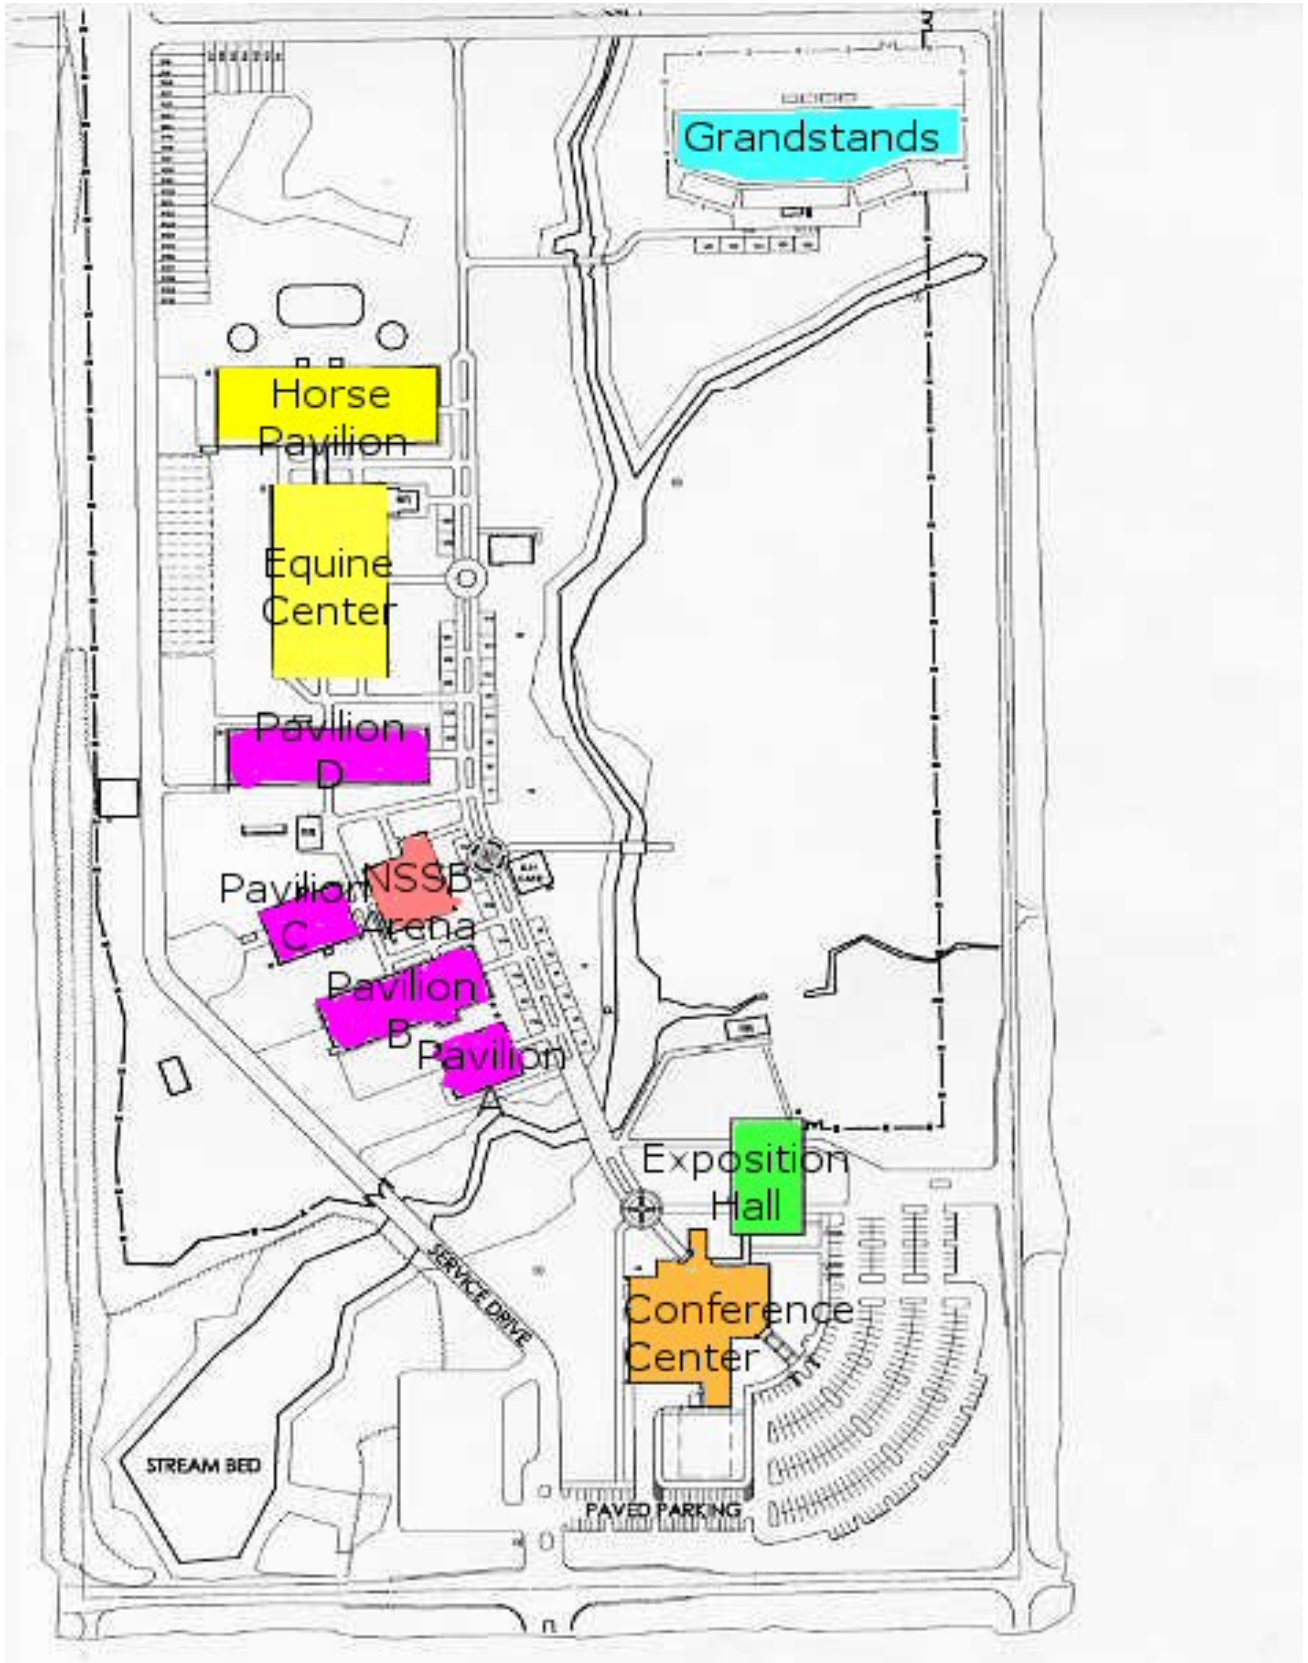 Grandstands
Horse
Pavilion
Equine
Center
Pavilion
D
NSSB
Arena
Pavilion
C
Pavilion
B
Pavilion
A
Exposition
Hall
SERVICE DRIVE
Conference
Center
STREAM BED
PAVED PARKING